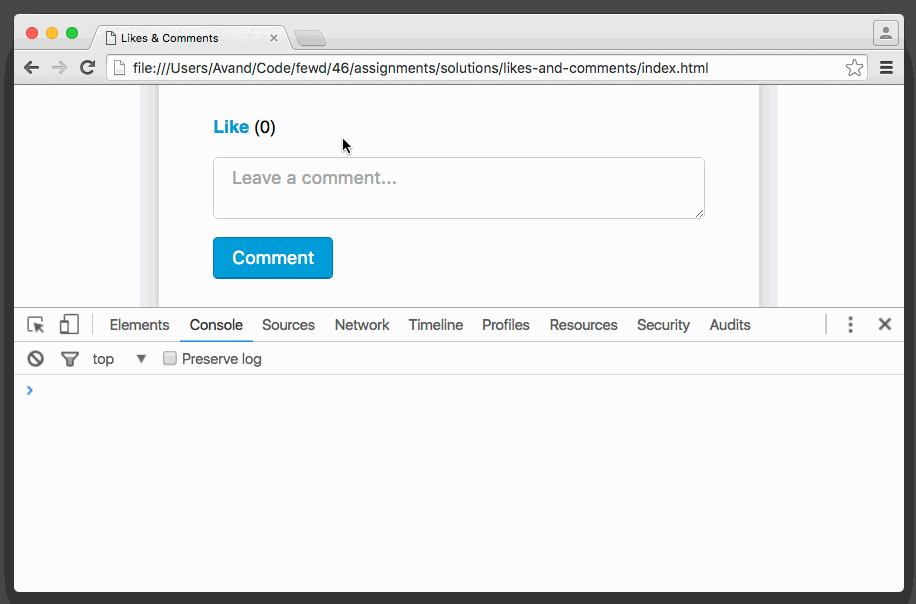 Likes & Comments
file:///Users/Avand/Code/fewd/46/assignments/solutions/likes-and-comments/index.html
Like (0)
Leave a comment...
Comment
Elements Console Sources Network Timeline Profiles Resources Security Audits
top Preserve log